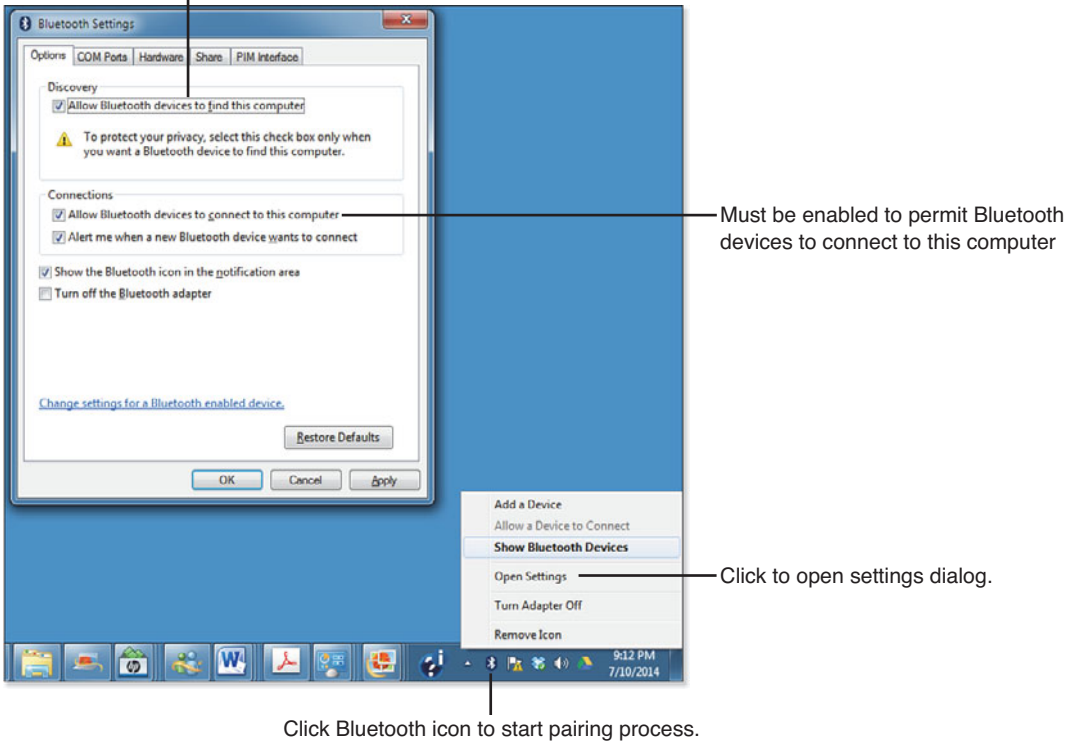 Bluetooth Settings
Options COM Ports Hardware Share PIM Interface
Discovery
Allow Bluetooth devices to find this computer
To protect your privacy, select this check box only when
you want a Bluetooth device to find this computer.
Connections
Allow Bluetooth devices to connect to this computer
Alert me when a new Bluetooth device wants to connect
Must be enabled to permit Bluetooth
devices to connect to this computer
Show the Bluetooth icon in the notification area
Turn off the Bluetooth adapter
Change settings for a Bluetooth enabled device.
Restore Defaults
OK Cancel Apply
Add a Device
Allow a Device to Connect
Show Bluetooth Devices
Open Settings
Click to open settings dialog.
Turn Adapter Off
Remove Icon
9:12 PM
7/10/2014
Click Bluetooth icon to start pairing process.